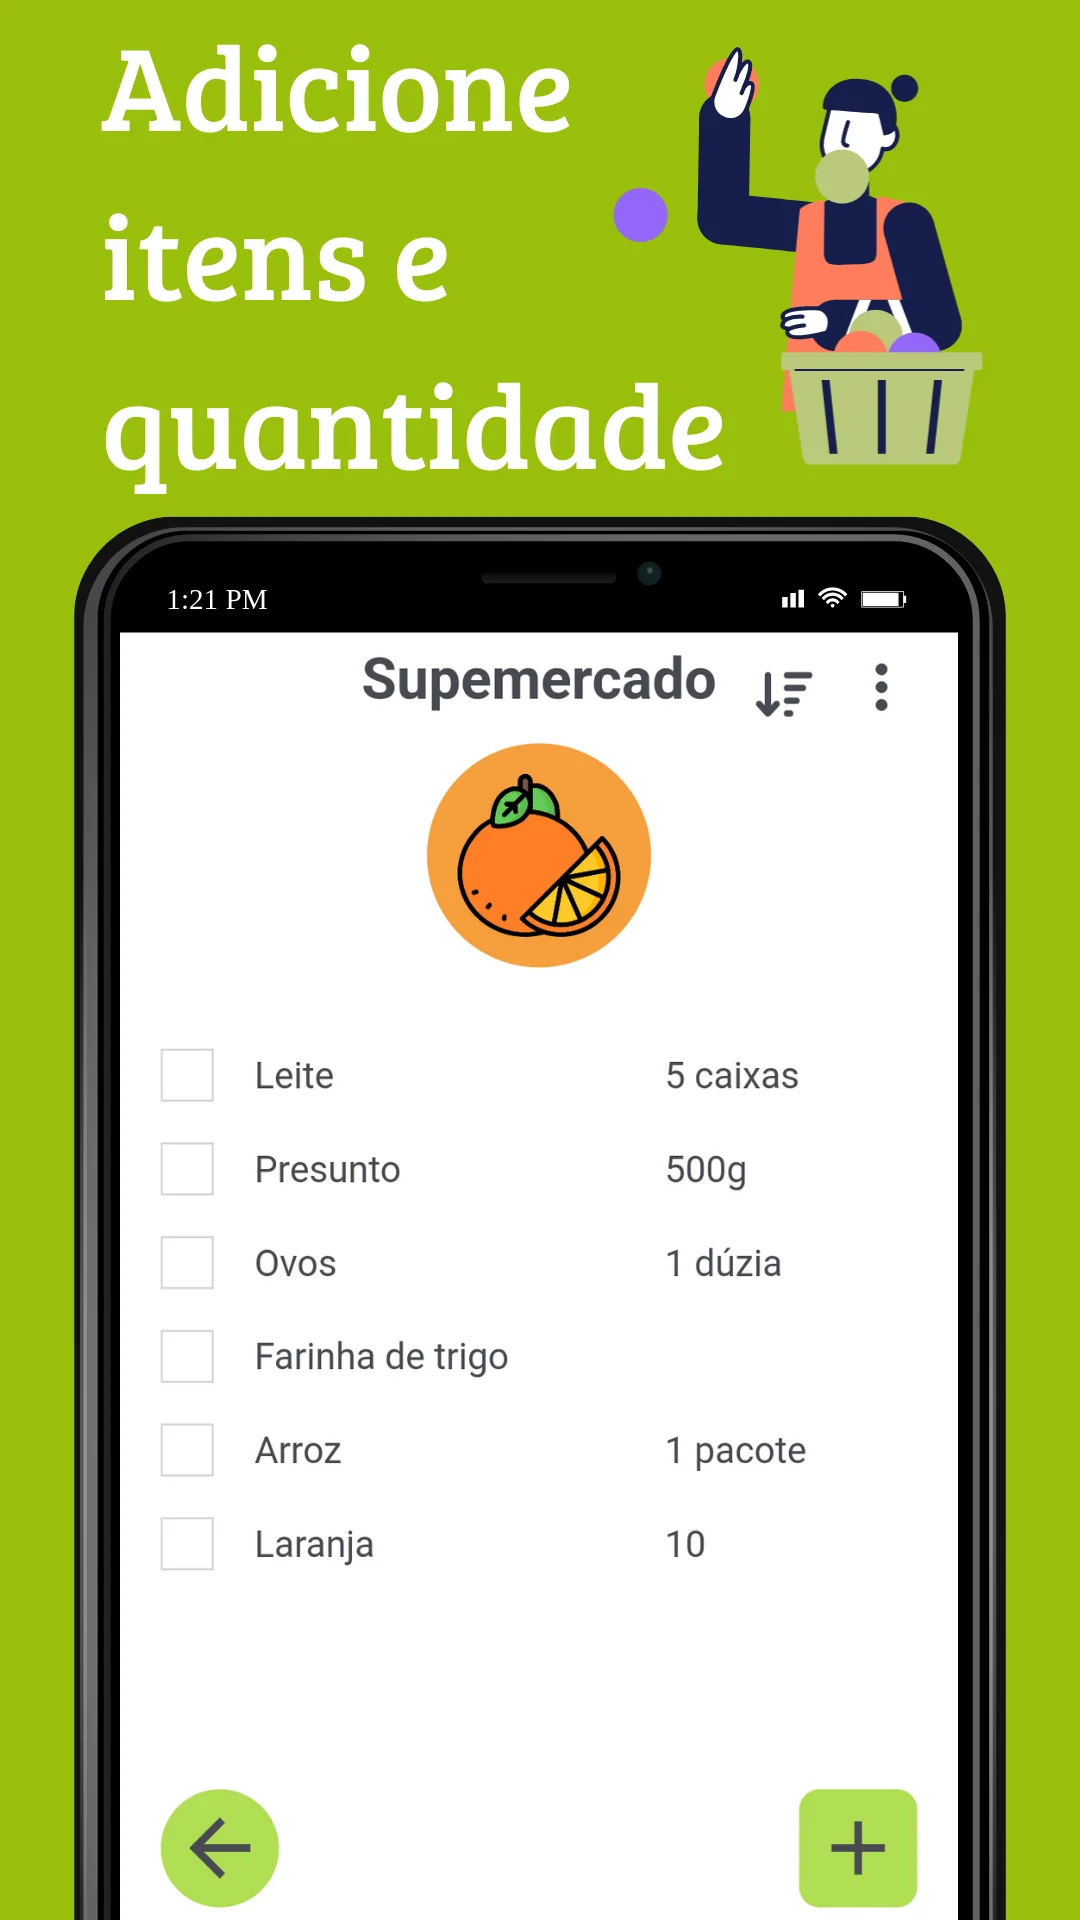 Adicione
itens e
quantidade
1:21 PM
Supemercado
Leite 5 caixas
Presunto 500g
Ovos 1 dúzia
Farinha de trigo
Arroz 1 pacote
Laranja 10